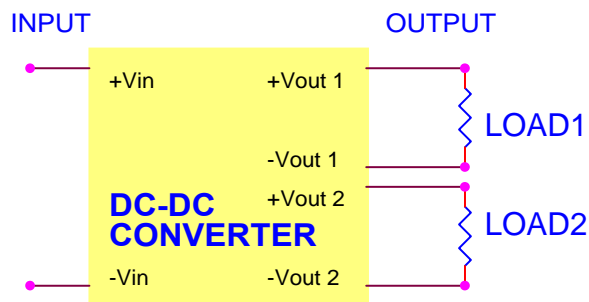 INPUT
OUTPUT
+Vin
+Vout 1
LOAD1
-Vout 1
+Vout 2
DC-DC
CONVERTER
LOAD2
-Vin
-Vout 2